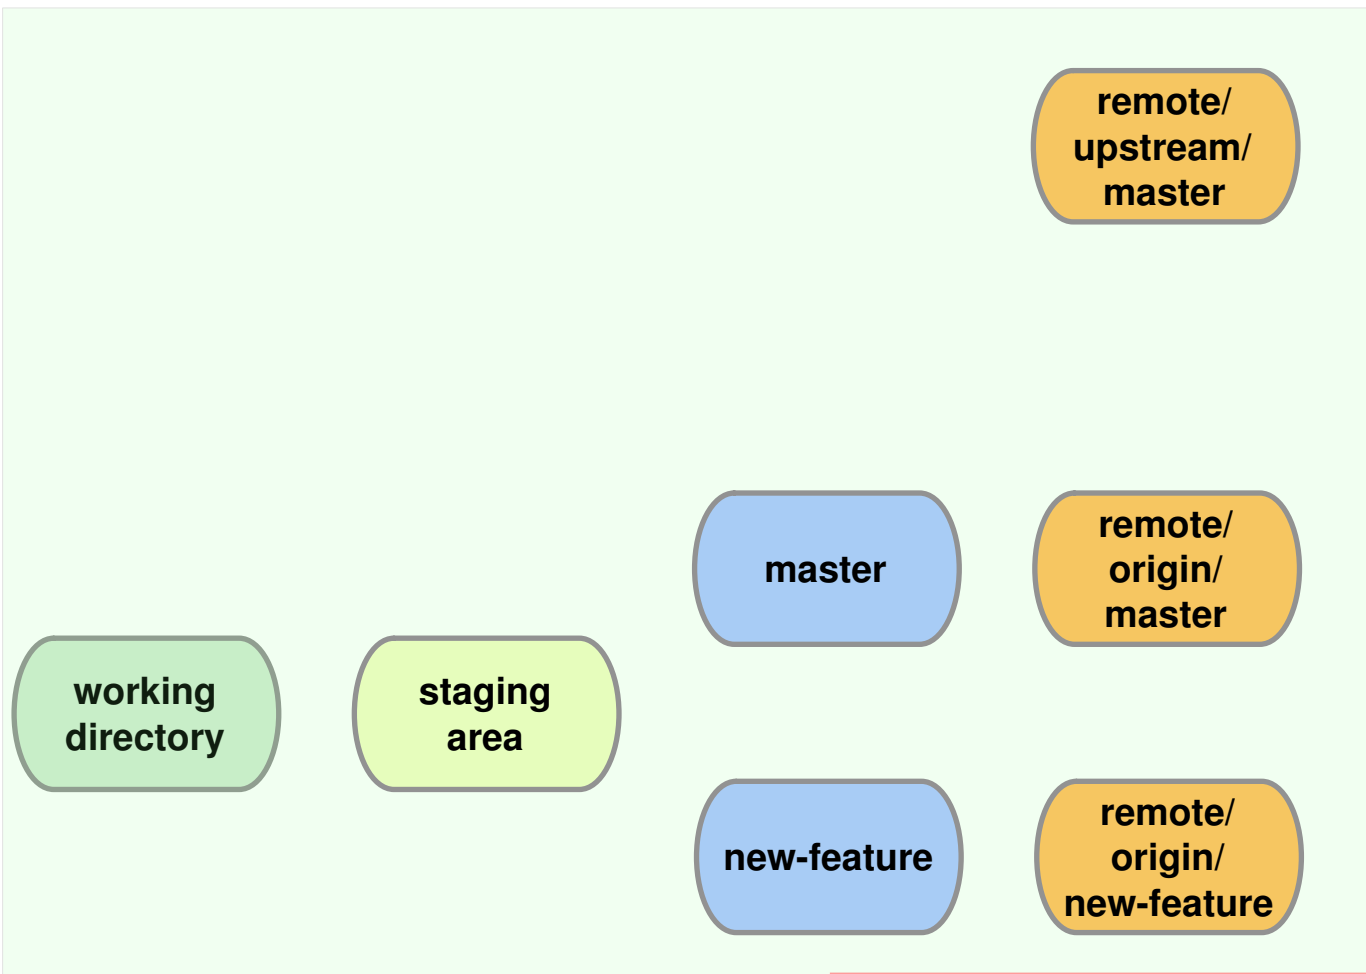 remote/
upstream/
master
master
remote/
origin/
master
working
directory
staging
area
new-feature
remote/
origin/
new-feature